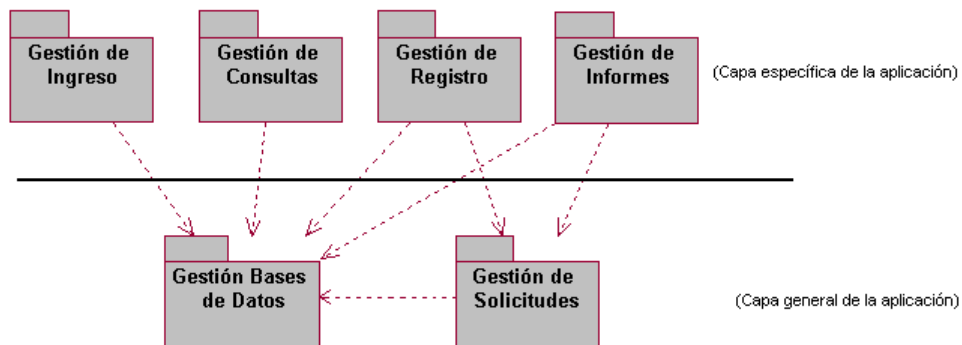 Gestión de
Ingreso
Gestión de
Consultas
Gestión de
Registro
Gestión de
Informes
(Capa específica de la aplicación)
Gestión Bases
de Datos
Gestión de
Solicitudes
(Capa general de la aplicación)